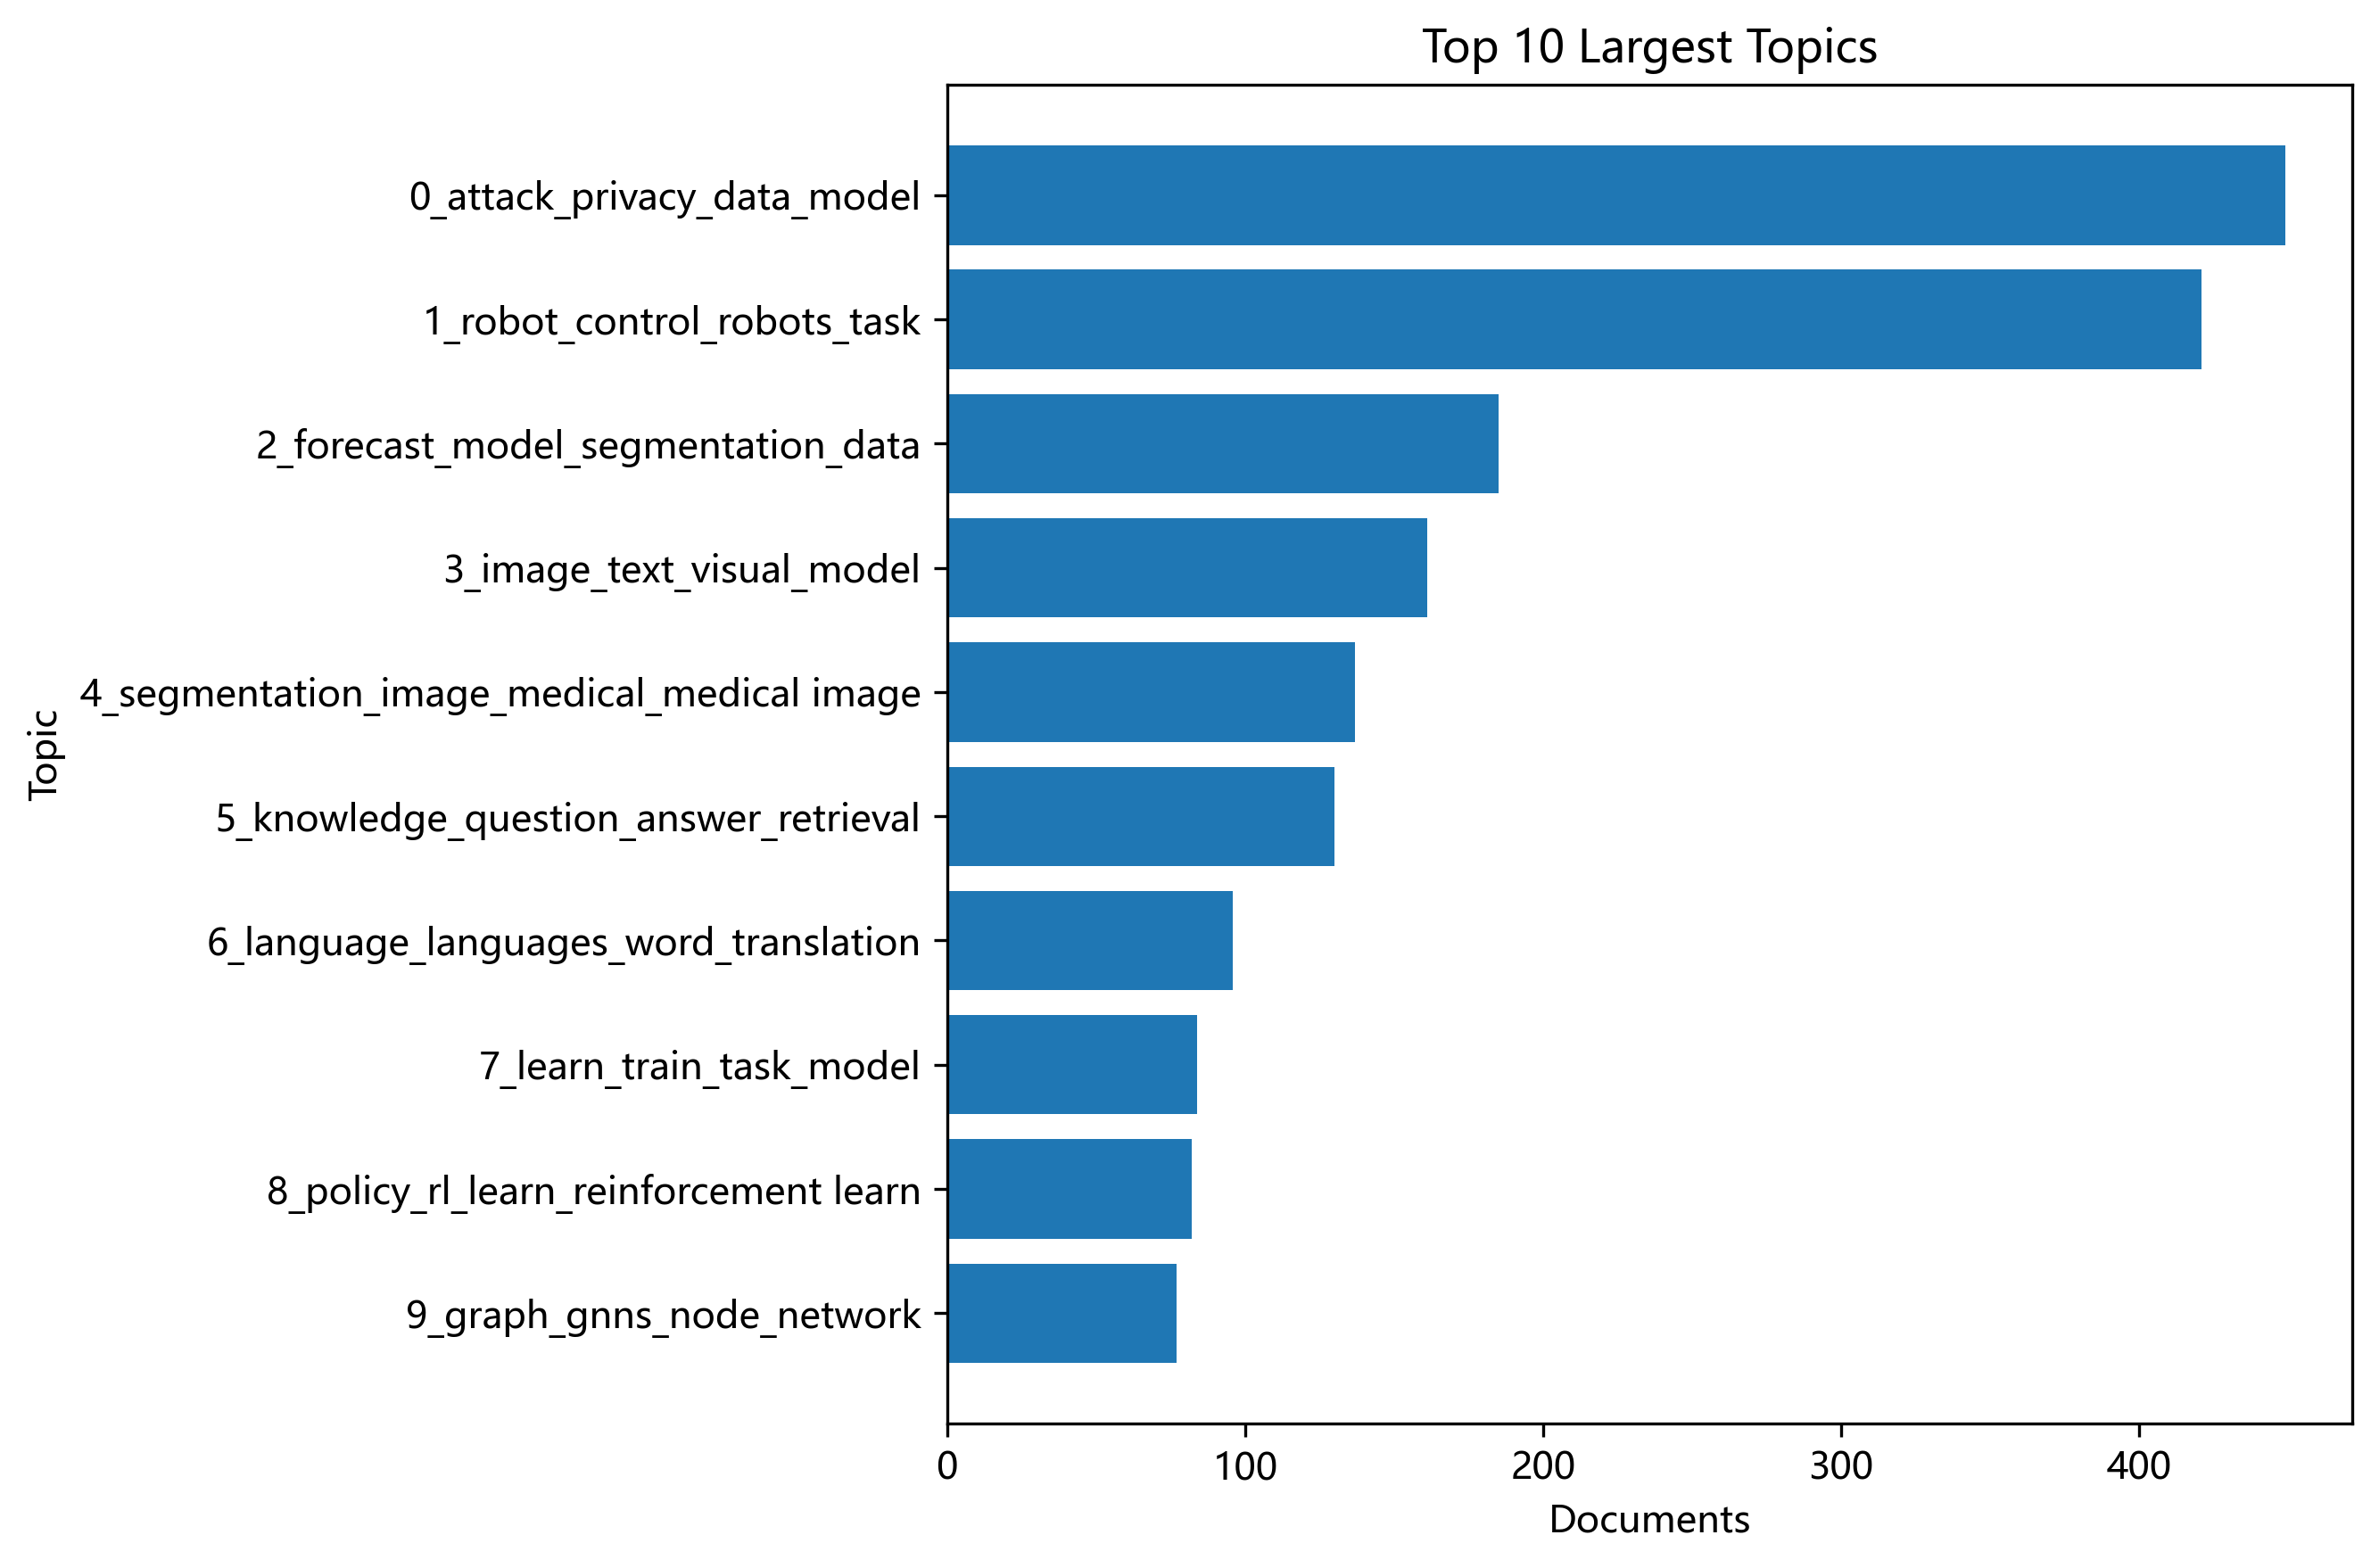 Top 10 Largest Topics
Topic
0_attack_privacy_data_model
1_robot_control_robots_task
2_forecast_model_segmentation_data
3_image_text_visual_model
4_segmentation_image_medical_medical image
5_knowledge_question_answer_retrieval
6_language_languages_word_translation
7_learn_train_task_model
8_policy_rl_learn_reinforcement learn
9_graph_gnns_node_network
0 100 200 300 400
Documents